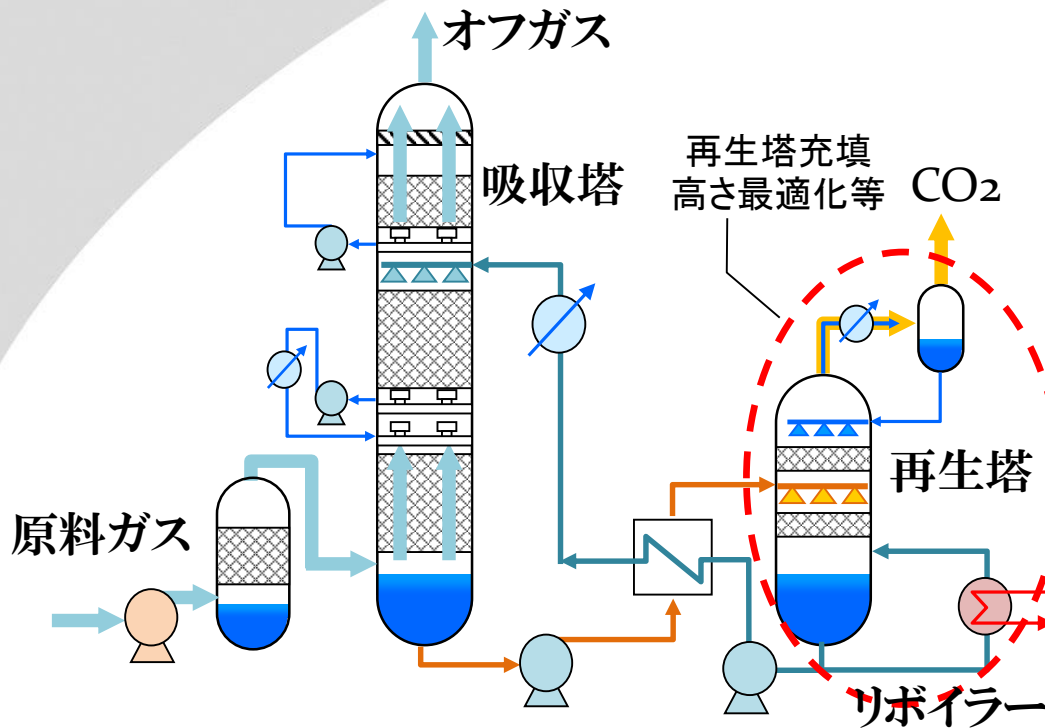 オフガス
吸収塔
再生塔充填
高さ最適化等
CO2
再生塔
原料ガス
リボイラー